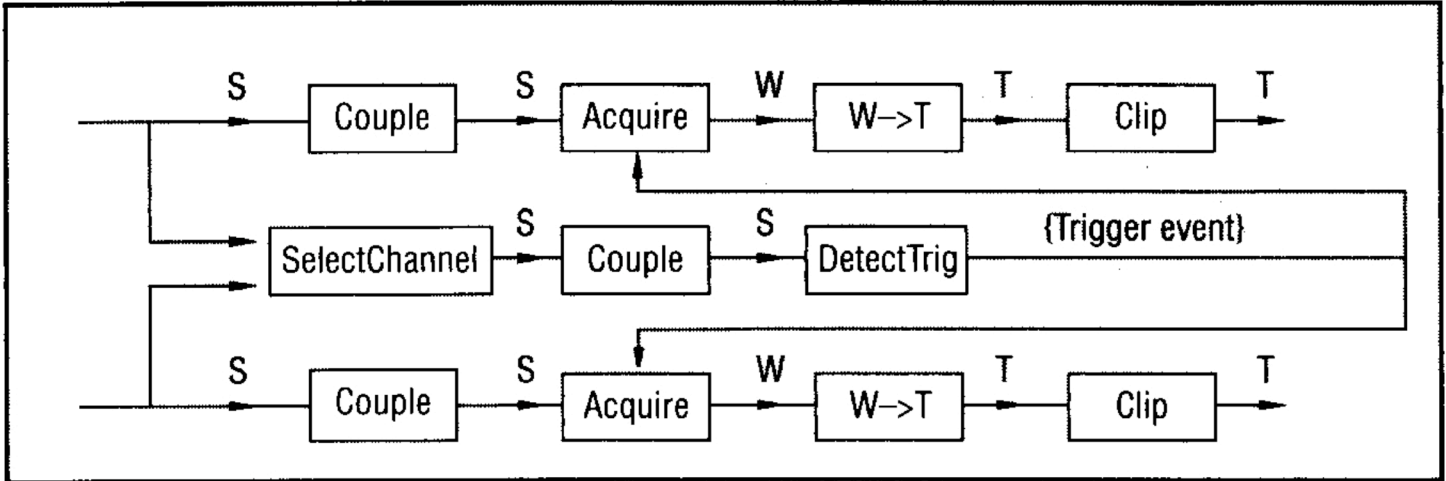 S S W T T
Couple Acquire W–>T Clip
{Trigger event}
S S
SelectChannel Couple DetectTrig
S S W T T
Couple Acquire W–>T Clip